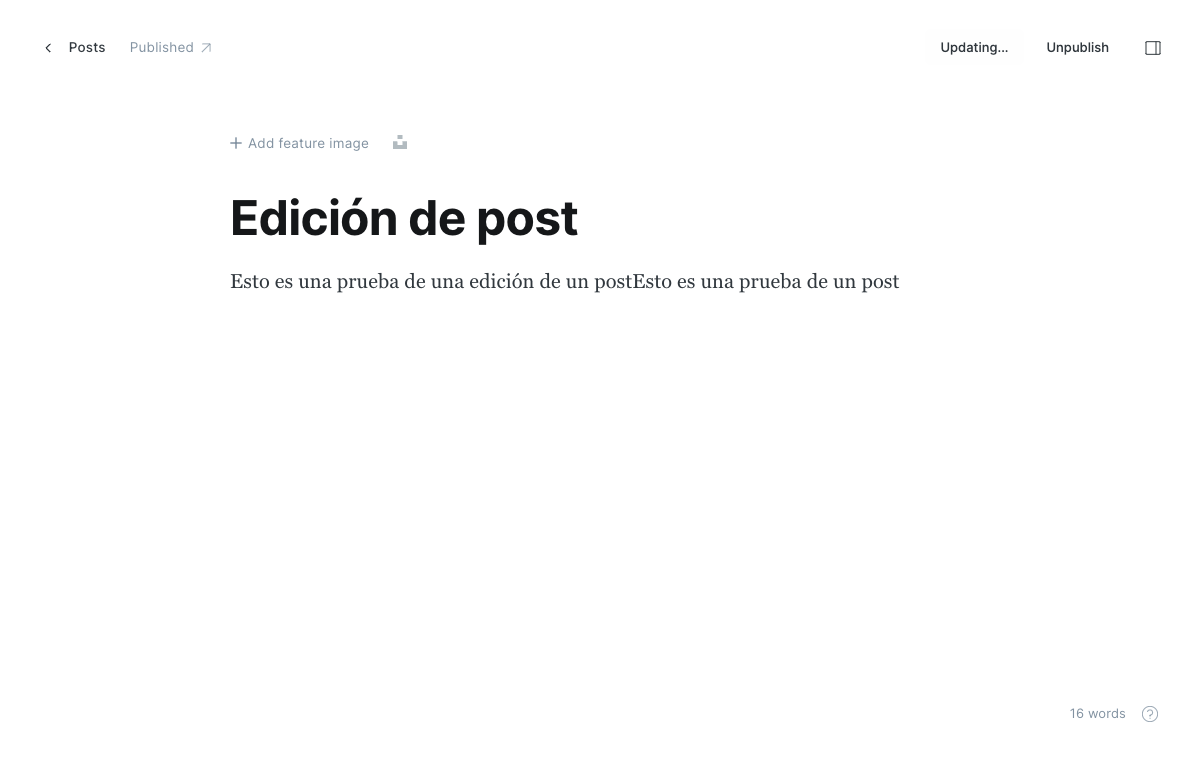 Posts Published Updating... Unpublish
Add feature image
Edición de post
Esto es una prueba de una edición de un postEsto es una prueba de un post
16 words